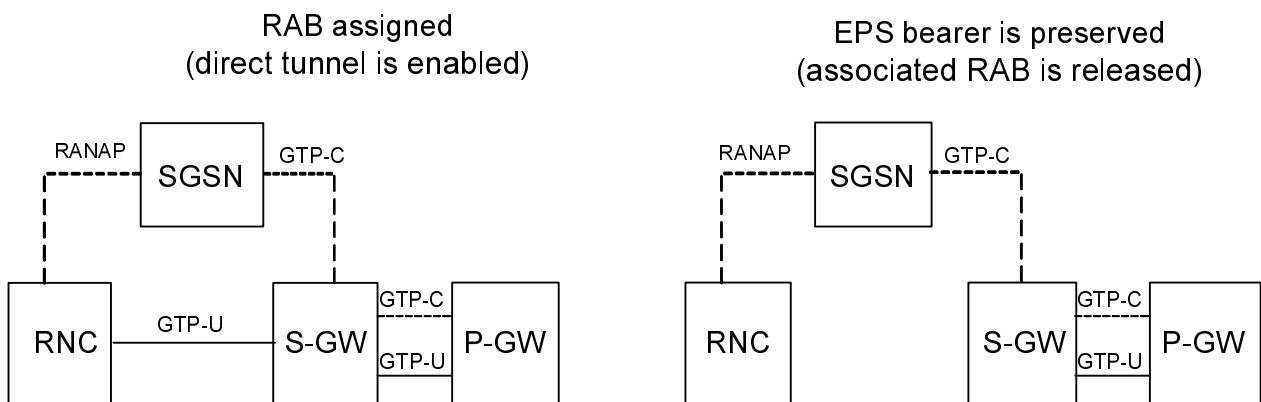 RAB assigned
(direct tunnel is enabled)
RANAP
SGSN
GTP-C
RNC
GTP-U
S-GW
GTP-C
GTP-U
P-GW
EPS bearer is preserved
(associated RAB is released)
RANAP
SGSN
GTP-C
RNC
S-GW
GTP-C
GTP-U
P-GW